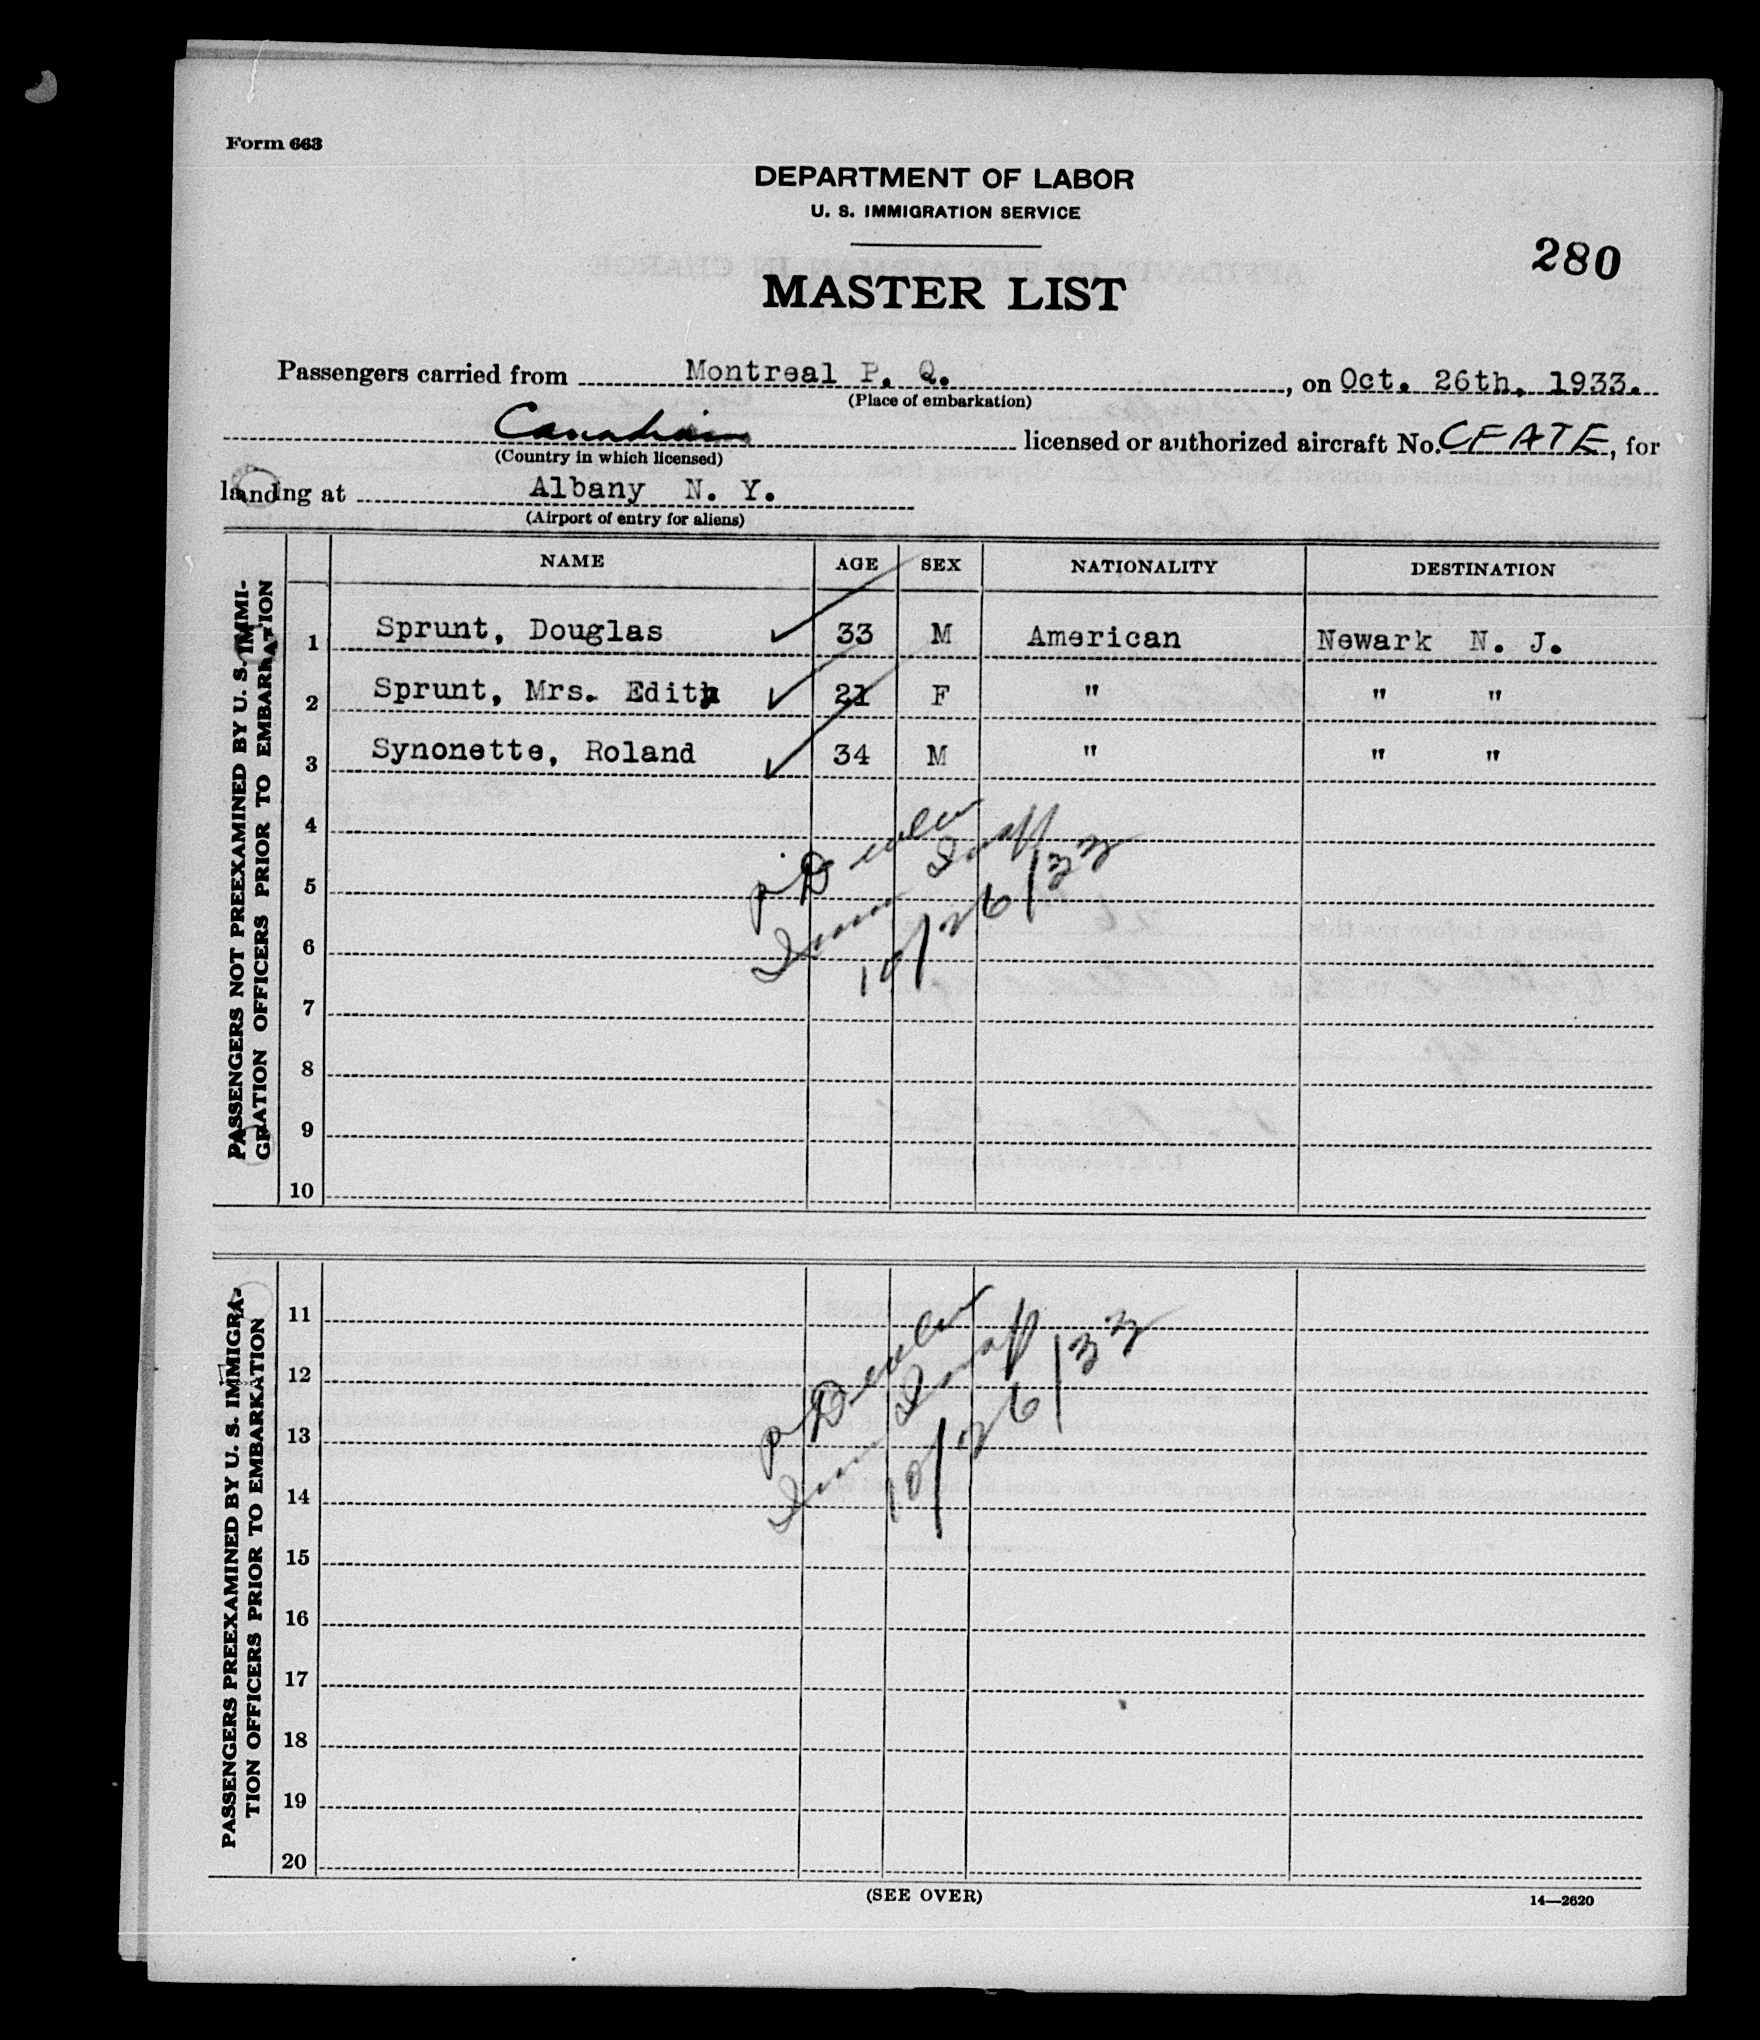 Form 663
DEPARTMENT OF LABOR
U. S. IMMIGRATION SERVICE
280
MASTER LIST
Passengers carried from Montreal P. Q. , on Oct. 26th, 1933.
(Place of embarkation)
Canadian licensed or authorized aircraft No. CFATE, for
(Country in which licensed)
landing at Albany N. Y.
(Airport of entry for aliens)
NAME AGE SEX NATIONALITY DESTINATION
PASSENGERS NOT PREEXAMINED BY U. S. IMMI-
GRATION OFFICERS PRIOR TO EMBARKATION
1 Sprunt, Douglas 33 M American Newark N. J.
2 Sprunt, Mrs. Edith 21 F " " "
3 Synonette, Roland 34 M " " "
4
5
6
10/26/33
7
8
9
10
PASSENGERS PREEXAMINED BY U. S. IMMIGRA-
TION OFFICERS PRIOR TO EMBARKATION
11
12
13
10/26/33
14
15
16
17
18
19
20
(SEE OVER)
14—2620